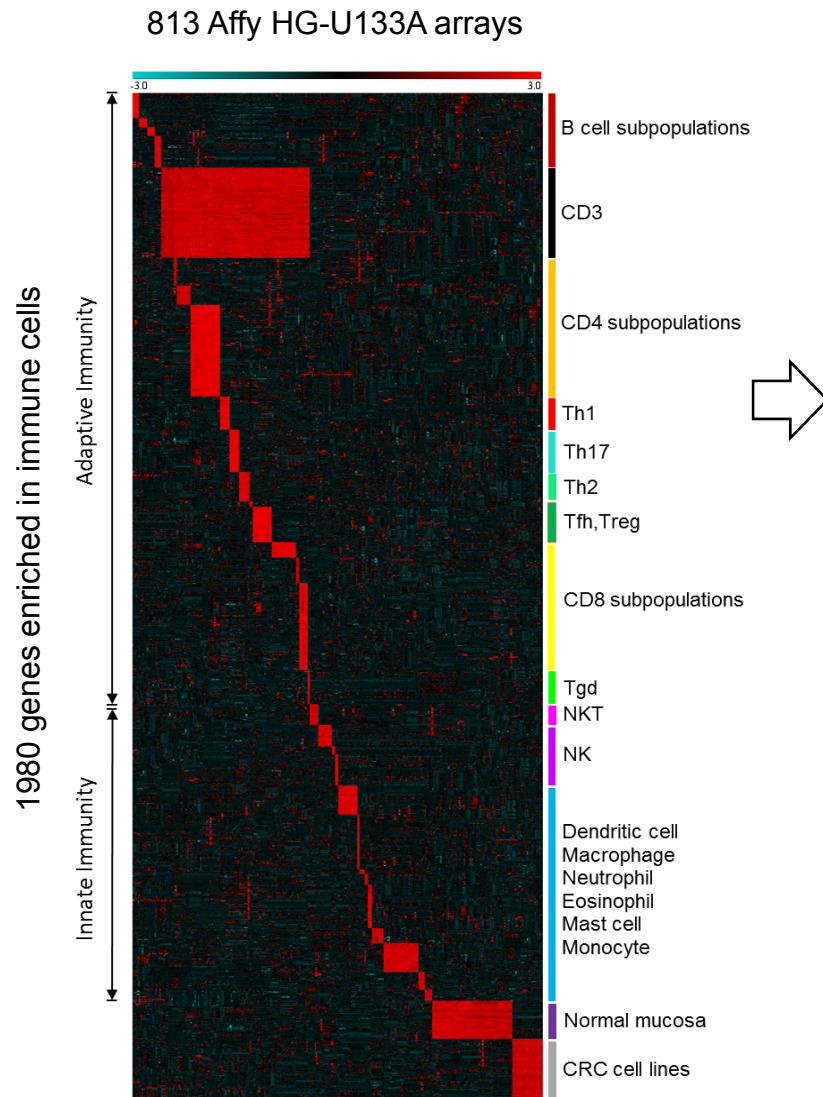 813 Affy HG-U133A arrays
-3.0
3.0
1980 genes enriched in immune cells
Adaptive Immunity
Innate Immunity
B cell subpopulations
CD3
CD4 subpopulations
Th1
Th17
Th2
Tfh,Treg
CD8 subpopulations
Tgd
NKT
NK
Dendritic cell
Macrophage
Neutrophil
Eosinophil
Mast cell
Monocyte
Normal mucosa
CRC cell lines